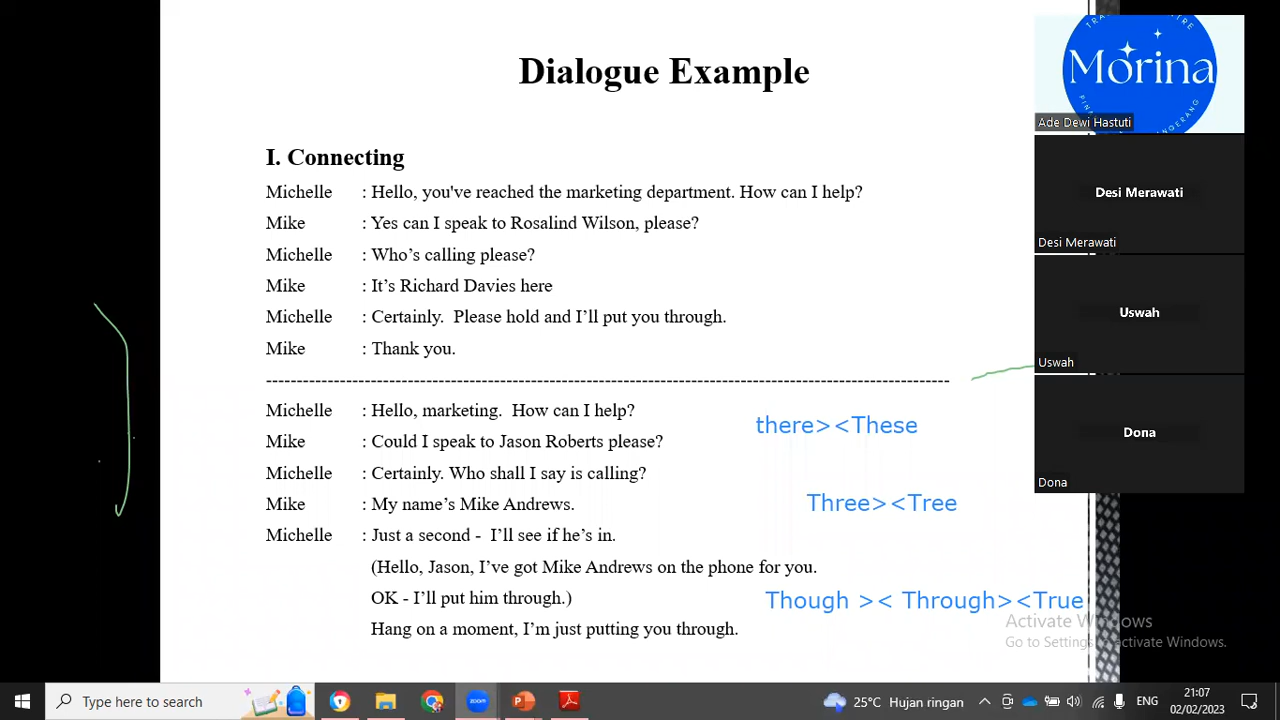 Dialogue Example
I. Connecting
Michelle : Hello, you've reached the marketing department. How can I help?
Mike : Yes can I speak to Rosalind Wilson, please?
Michelle : Who’s calling please?
Mike : It’s Richard Davies here
Michelle : Certainly.  Please hold and I’ll put you through.
Mike : Thank you.
Michelle : Hello, marketing.  How can I help?
Mike : Could I speak to Jason Roberts please?
Michelle : Certainly. Who shall I say is calling?
Mike : My name’s Mike Andrews.
Michelle : Just a second -  I’ll see if he’s in.
(Hello, Jason, I’ve got Mike Andrews on the phone for you.
OK - I’ll put him through.)
Hang on a moment, I’m just putting you through.
there><These
Three><Tree
Though >< Through><True
Morina
Ade Dewi Hastuti
Desi Merawati
Desi Merawati
Uswah
Uswah
Dona
Dona
Activate Windows
Go to Settings to activate Windows.
Type here to search
zoom
25°C Hujan ringan
ENG
21:07
02/02/2023